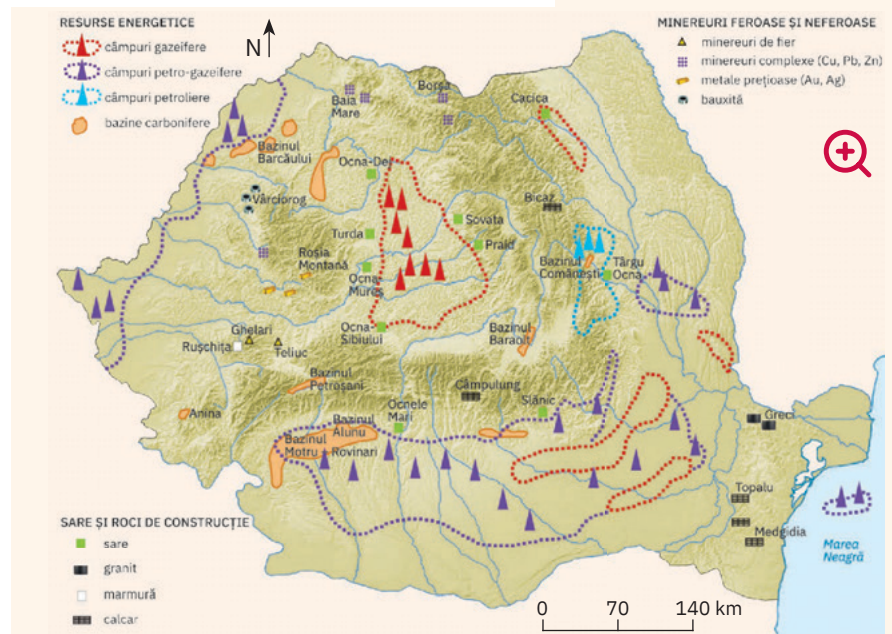 RESURSE ENERGETICE
câmpuri gazeifere
câmpuri petro-gazeifere
câmpuri petroliere
bazine carbonifere
N
MINEREURI FEROASE ȘI NEFEROASE
minereuri de fier
minereuri complexe (Cu, Pb, Zn)
metale prețioase (Au, Ag)
bauxită
Baia
Mare
Borșa
Cacica
Bazinul
Barcăului
Ocna-Dej
Vârciorog
Bicaz
Sovata
Turda
Praid
Roșia
Montană
Bazinul
Comănești
Târgu
Ocna
Ocna-
Mureș
Ocna-
Sibiului
Ghelari
Rușchița
Teliuc
Bazinul
Baraolt
Bazinul
Petroșani
Câmpulung
Slănic
Anina
Ocnele
Mari
Bazinul
Alunu
Bazinul
Motru
Rovinari
Greci
Topalu
Medgidia
Marea
Neagră
SARE ȘI ROCI DE CONSTRUCȚIE
sare
granit
marmură
calcar
0 70 140 km